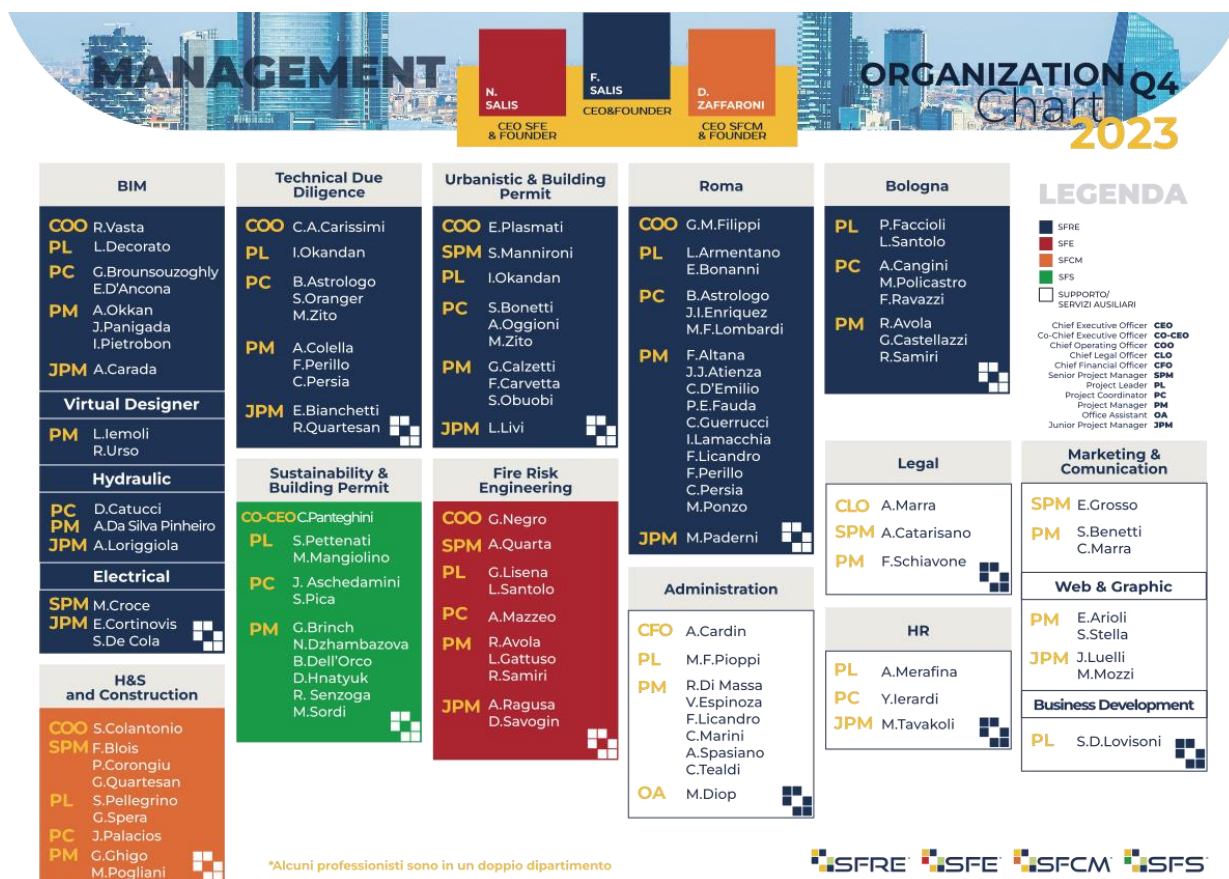 MANAGEMENT
N.
SALIS
CEO SFE
& FOUNDER
F.
SALIS
CEO&FOUNDER
D.
ZAFFARONI
CEO SFCM
& FOUNDER
ORGANIZATION Q4
Chart
2023
BIM
COO R.Vasta
PL L.Decorato
PC G.Brounsouzoghly
E.D'Ancona
PM A.Okkan
J.Panigada
I.Pietrobon
JPM A.Carada
Virtual Designer
PM L.Iemoli
R.Urso
Hydraulic
PC D.Catucci
PM A.Da Silva Pinheiro
JPM A.Loriggiola
Electrical
SPM M.Croce
JPM E.Cortinovis
S.De Cola
H&S
and Construction
COO S.Colantonio
SPM F.Blois
P.Corongiu
G.Quartesan
PL S.Pellegrino
G.Spera
PC J.Palacios
PM G.Ghigo
M.Pogliani
Technical Due
Diligence
COO C.A.Carissimi
PL I.Okandan
PC B.Astrologo
S.Oranger
M.Zito
PM A.Colella
F.Perillo
C.Persia
JPM E.Bianchetti
R.Quartesan
Sustainability &
Building Permit
CO-CEO C.Panteghini
PL S.Pettenati
M.Mangiolino
PC J. Aschedamini
S.Pica
PM G.Brinch
N.Dzhambazova
B.Dell'Orco
D.Hnatyuk
R. Senzoga
M.Sordi
Urbanistic & Building
Permit
COO E.Plasmati
SPM S.Mannironi
PL I.Okandan
PC S.Bonetti
A.Oggioni
M.Zito
PM G.Calzetti
F.Carvetta
S.Obuobi
JPM L.Livi
Fire Risk
Engineering
COO G.Negro
SPM A.Quarta
PL G.Lisena
L.Santolo
PC A.Mazzeo
PM R.Avola
L.Gattuso
R.Samiri
JPM A.Ragusa
D.Savogin
Roma
COO G.M.Filippi
PL L.Armentano
E.Bonanni
PC B.Astrologo
J.I.Enriquez
M.F.Lombardi
PM F.Altana
J.J.Atienza
C.D'Emilio
P.E.Fauda
C.Guerrucci
I.Lamacchia
F.Licandro
F.Perillo
C.Persia
M.Ponzo
JPM M.Paderni
Administration
CFO A.Cardin
PL M.F.Pioppi
PM R.Di Massa
V.Espinoza
F.Licandro
C.Marini
A.Spasiano
C.Tealdi
OA M.Diop
Bologna
PL P.Faccioli
L.Santolo
PC A.Cangini
M.Policastro
F.Ravazzi
PM R.Avola
G.Castellazzi
R.Samiri
Legal
CLO A.Marra
SPM A.Catarisano
PM F.Schiavone
HR
PL A.Merafina
PC Y.Ierardi
JPM M.Tavakoli
LEGENDA
SFRE
SFE
SFCM
SFS
SUPPORTO/
SERVIZI AUSILIARI
Chief Executive Officer CEO
Co-Chief Executive Officer CO-CEO
Chief Operating Officer COO
Chief Legal Officer CLO
Chief Financial Officer CFO
Senior Project Manager SPM
Project Leader PL
Project Coordinator PC
Project Manager PM
Office Assistant OA
Junior Project Manager JPM
Marketing &
Comunication
SPM E.Grosso
PM S.Benetti
C.Marra
Web & Graphic
PM E.Arioli
S.Stella
JPM J.Luelli
M.Mozzi
Business Development
PL S.D.Lovisoni
*Alcuni professionisti sono in un doppio dipartimento
SFRE SFE SFCM SFS